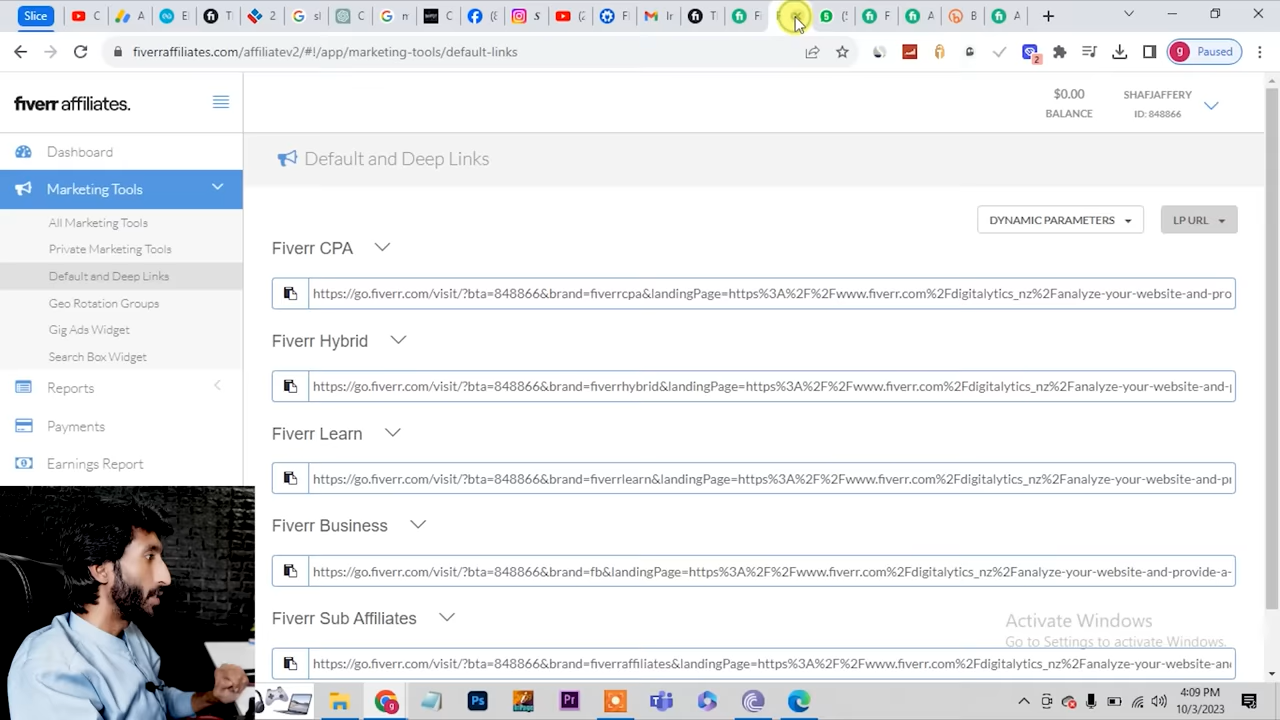 Slice
fiverraffiliates.com/affiliatev2/#!/app/marketing-tools/default-links
2
g Paused
fiverr affiliates.
$0.00
BALANCE
SHAFJAFFERY
ID: 848866
Dashboard
Marketing Tools
All Marketing Tools
Private Marketing Tools
Default and Deep Links
Geo Rotation Groups
Gig Ads Widget
Search Box Widget
Reports
Payments
Earnings Report
Default and Deep Links
DYNAMIC PARAMETERS
LP URL
Fiverr CPA
https://go.fiverr.com/visit/?bta=848866&brand=fiverrcpa&landingPage=https%3A%2F%2Fwww.fiverr.com%2Fdigitalytics_nz%2Fanalyze-your-website-and-pro
Fiverr Hybrid
https://go.fiverr.com/visit/?bta=848866&brand=fiverrhybrid&landingPage=https%3A%2F%2Fwww.fiverr.com%2Fdigitalytics_nz%2Fanalyze-your-website-and-
Fiverr Learn
https://go.fiverr.com/visit/?bta=848866&brand=fiverrlearn&landingPage=https%3A%2F%2Fwww.fiverr.com%2Fdigitalytics_nz%2Fanalyze-your-website-and-p
Fiverr Business
https://go.fiverr.com/visit/?bta=848866&brand=fb&landingPage=https%3A%2F%2Fwww.fiverr.com%2Fdigitalytics_nz%2Fanalyze-your-website-and-provide-a-
Fiverr Sub Affiliates
https://go.fiverr.com/visit/?bta=848866&brand=fiverraffiliates&landingPage=https%3A%2F%2Fwww.fiverr.com%2Fdigitalytics_nz%2Fanalyze-your-website-an
Activate Windows
Go to Settings to activate Windows.
4:09 PM
10/3/2023